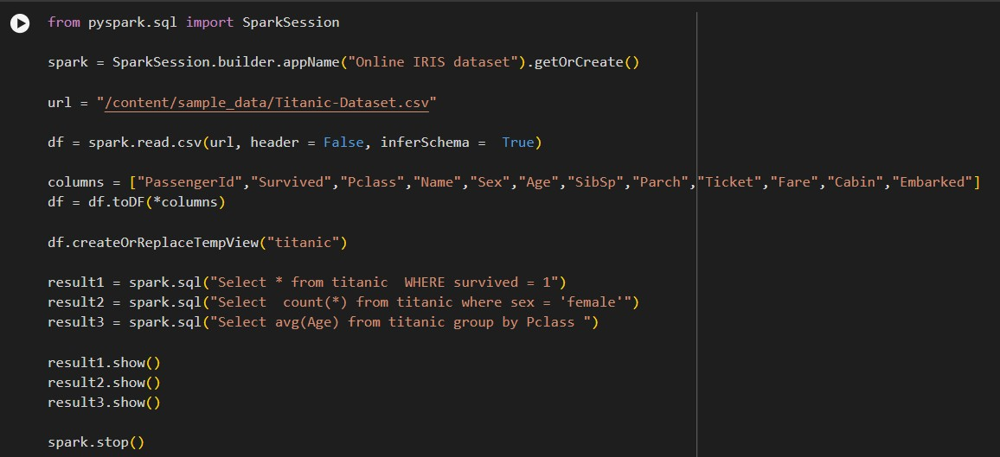 from pyspark.sql import SparkSession
spark = SparkSession.builder.appName("Online IRIS dataset").getOrCreate()
url = "/content/sample_data/Titanic-Dataset.csv"
df = spark.read.csv(url, header = False, inferSchema =  True)
columns = ["PassengerId","Survived","Pclass","Name","Sex","Age","SibSp","Parch","Ticket","Fare","Cabin","Embarked"]
df = df.toDF(*columns)
df.createOrReplaceTempView("titanic")
result1 = spark.sql("Select * from titanic  WHERE survived = 1")
result2 = spark.sql("Select  count(*) from titanic where sex = 'female'")
result3 = spark.sql("Select avg(Age) from titanic group by Pclass ")
result1.show()
result2.show()
result3.show()
spark.stop()